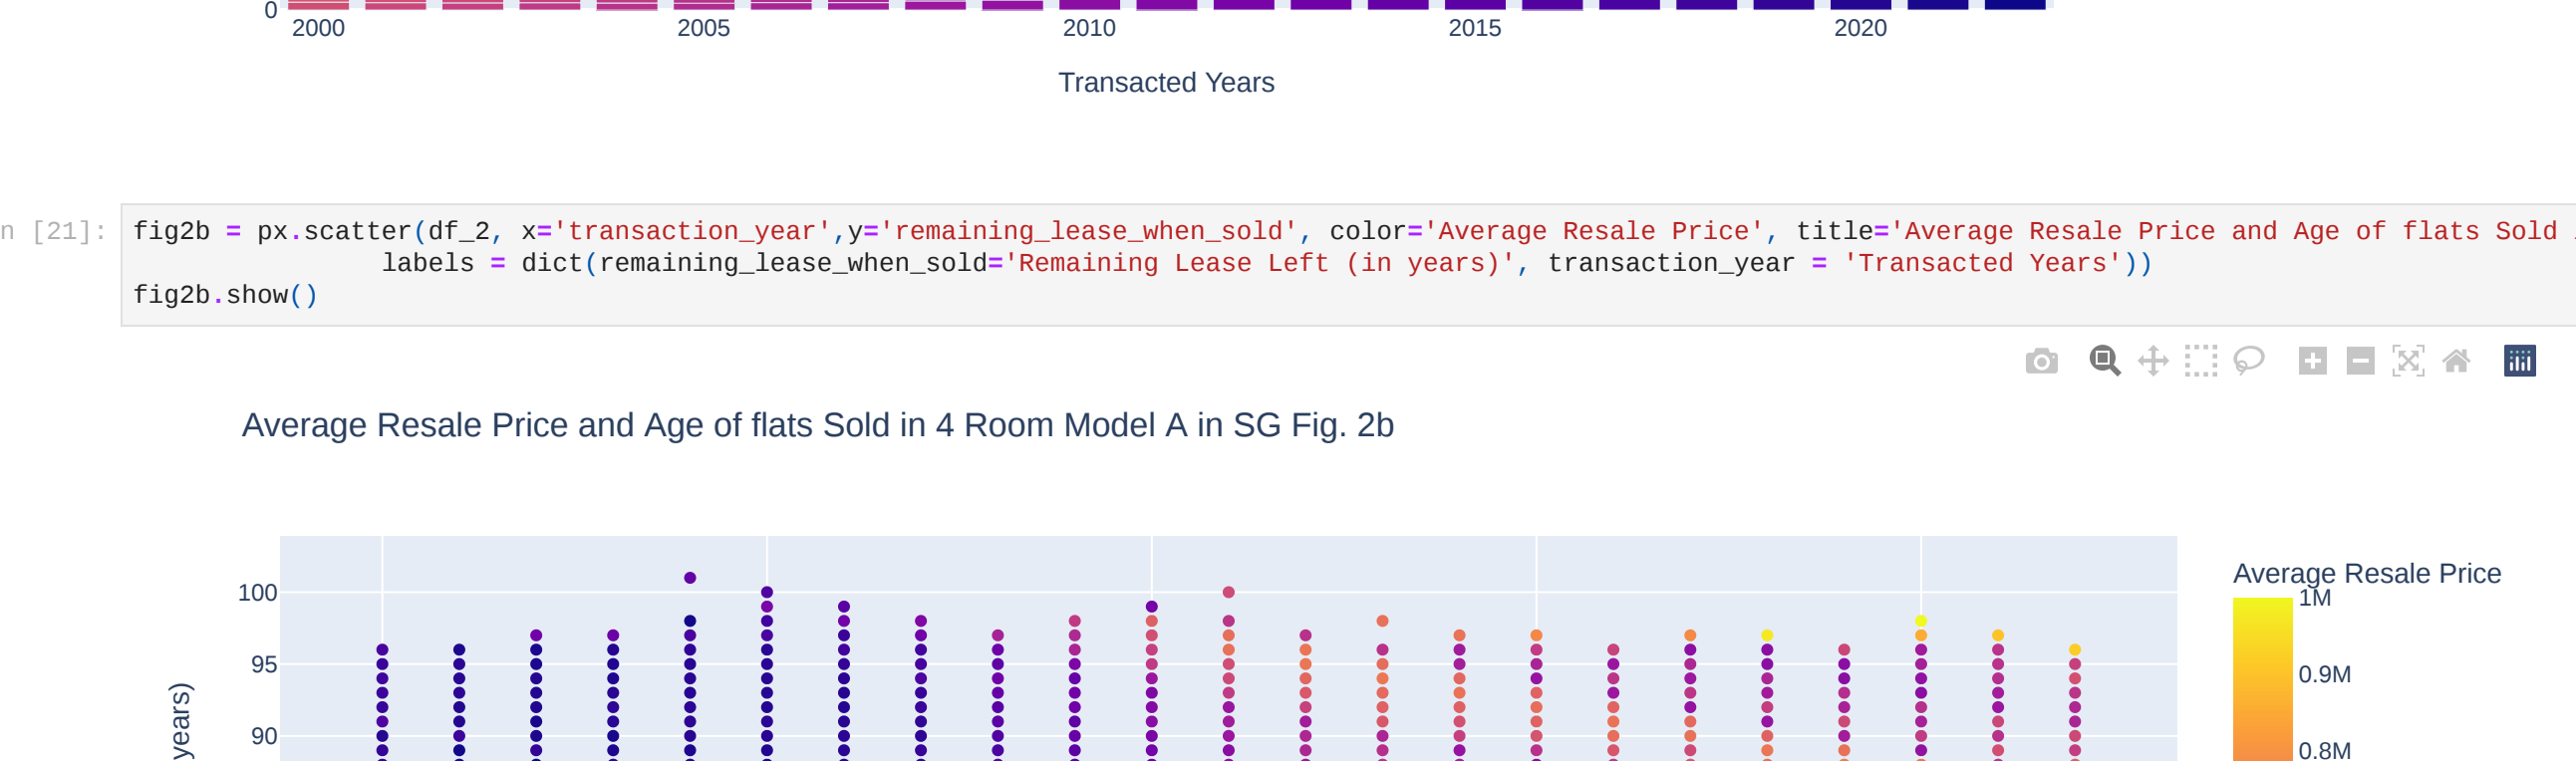 0
2000 2005 2010 2015 2020
Transacted Years
n [21]:
fig2b = px.scatter(df_2, x='transaction_year',y='remaining_lease_when_sold', color='Average Resale Price', title='Average Resale Price and Age of flats Sold
labels = dict(remaining_lease_when_sold='Remaining Lease Left (in years)', transaction_year = 'Transacted Years'))
fig2b.show()
Average Resale Price and Age of flats Sold in 4 Room Model A in SG Fig. 2b
100
95
90
years)
Average Resale Price
1M
0.9M
0.8M